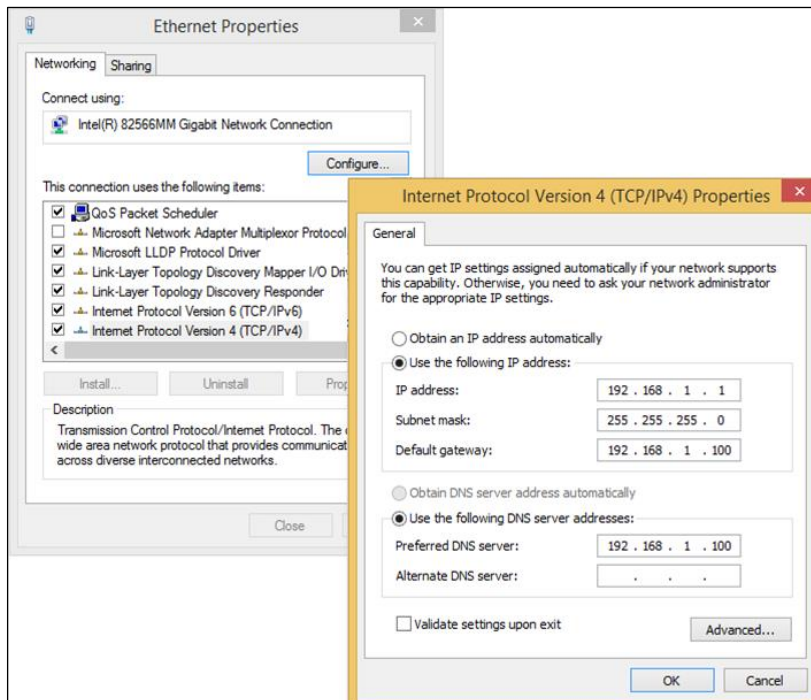 Ethernet Properties
Networking
Sharing
Connect using:
Intel(R) 82566MM Gigabit Network Connection
Configure...
This connection uses the following items:
QoS Packet Scheduler
Microsoft Network Adapter Multiplexor Protocol
Microsoft LLDP Protocol Driver
Link-Layer Topology Discovery Mapper I/O Dri
Link-Layer Topology Discovery Responder
Internet Protocol Version 6 (TCP/IPv6)
Internet Protocol Version 4 (TCP/IPv4)
Install...
Uninstall
Prop
Description
Transmission Control Protocol/Internet Protocol. The
wide area network protocol that provides communicat
across diverse interconnected networks.
Close
Internet Protocol Version 4 (TCP/IPv4) Properties
General
You can get IP settings assigned automatically if your network supports
this capability. Otherwise, you need to ask your network administrator
for the appropriate IP settings.
Obtain an IP address automatically
Use the following IP address:
IP address:
192 . 168 . 1 . 1
Subnet mask:
255 . 255 . 255 . 0
Default gateway:
192 . 168 . 1 . 100
Obtain DNS server address automatically
Use the following DNS server addresses:
Preferred DNS server:
192 . 168 . 1 . 100
Alternate DNS server:
. . .
Validate settings upon exit
Advanced...
OK
Cancel